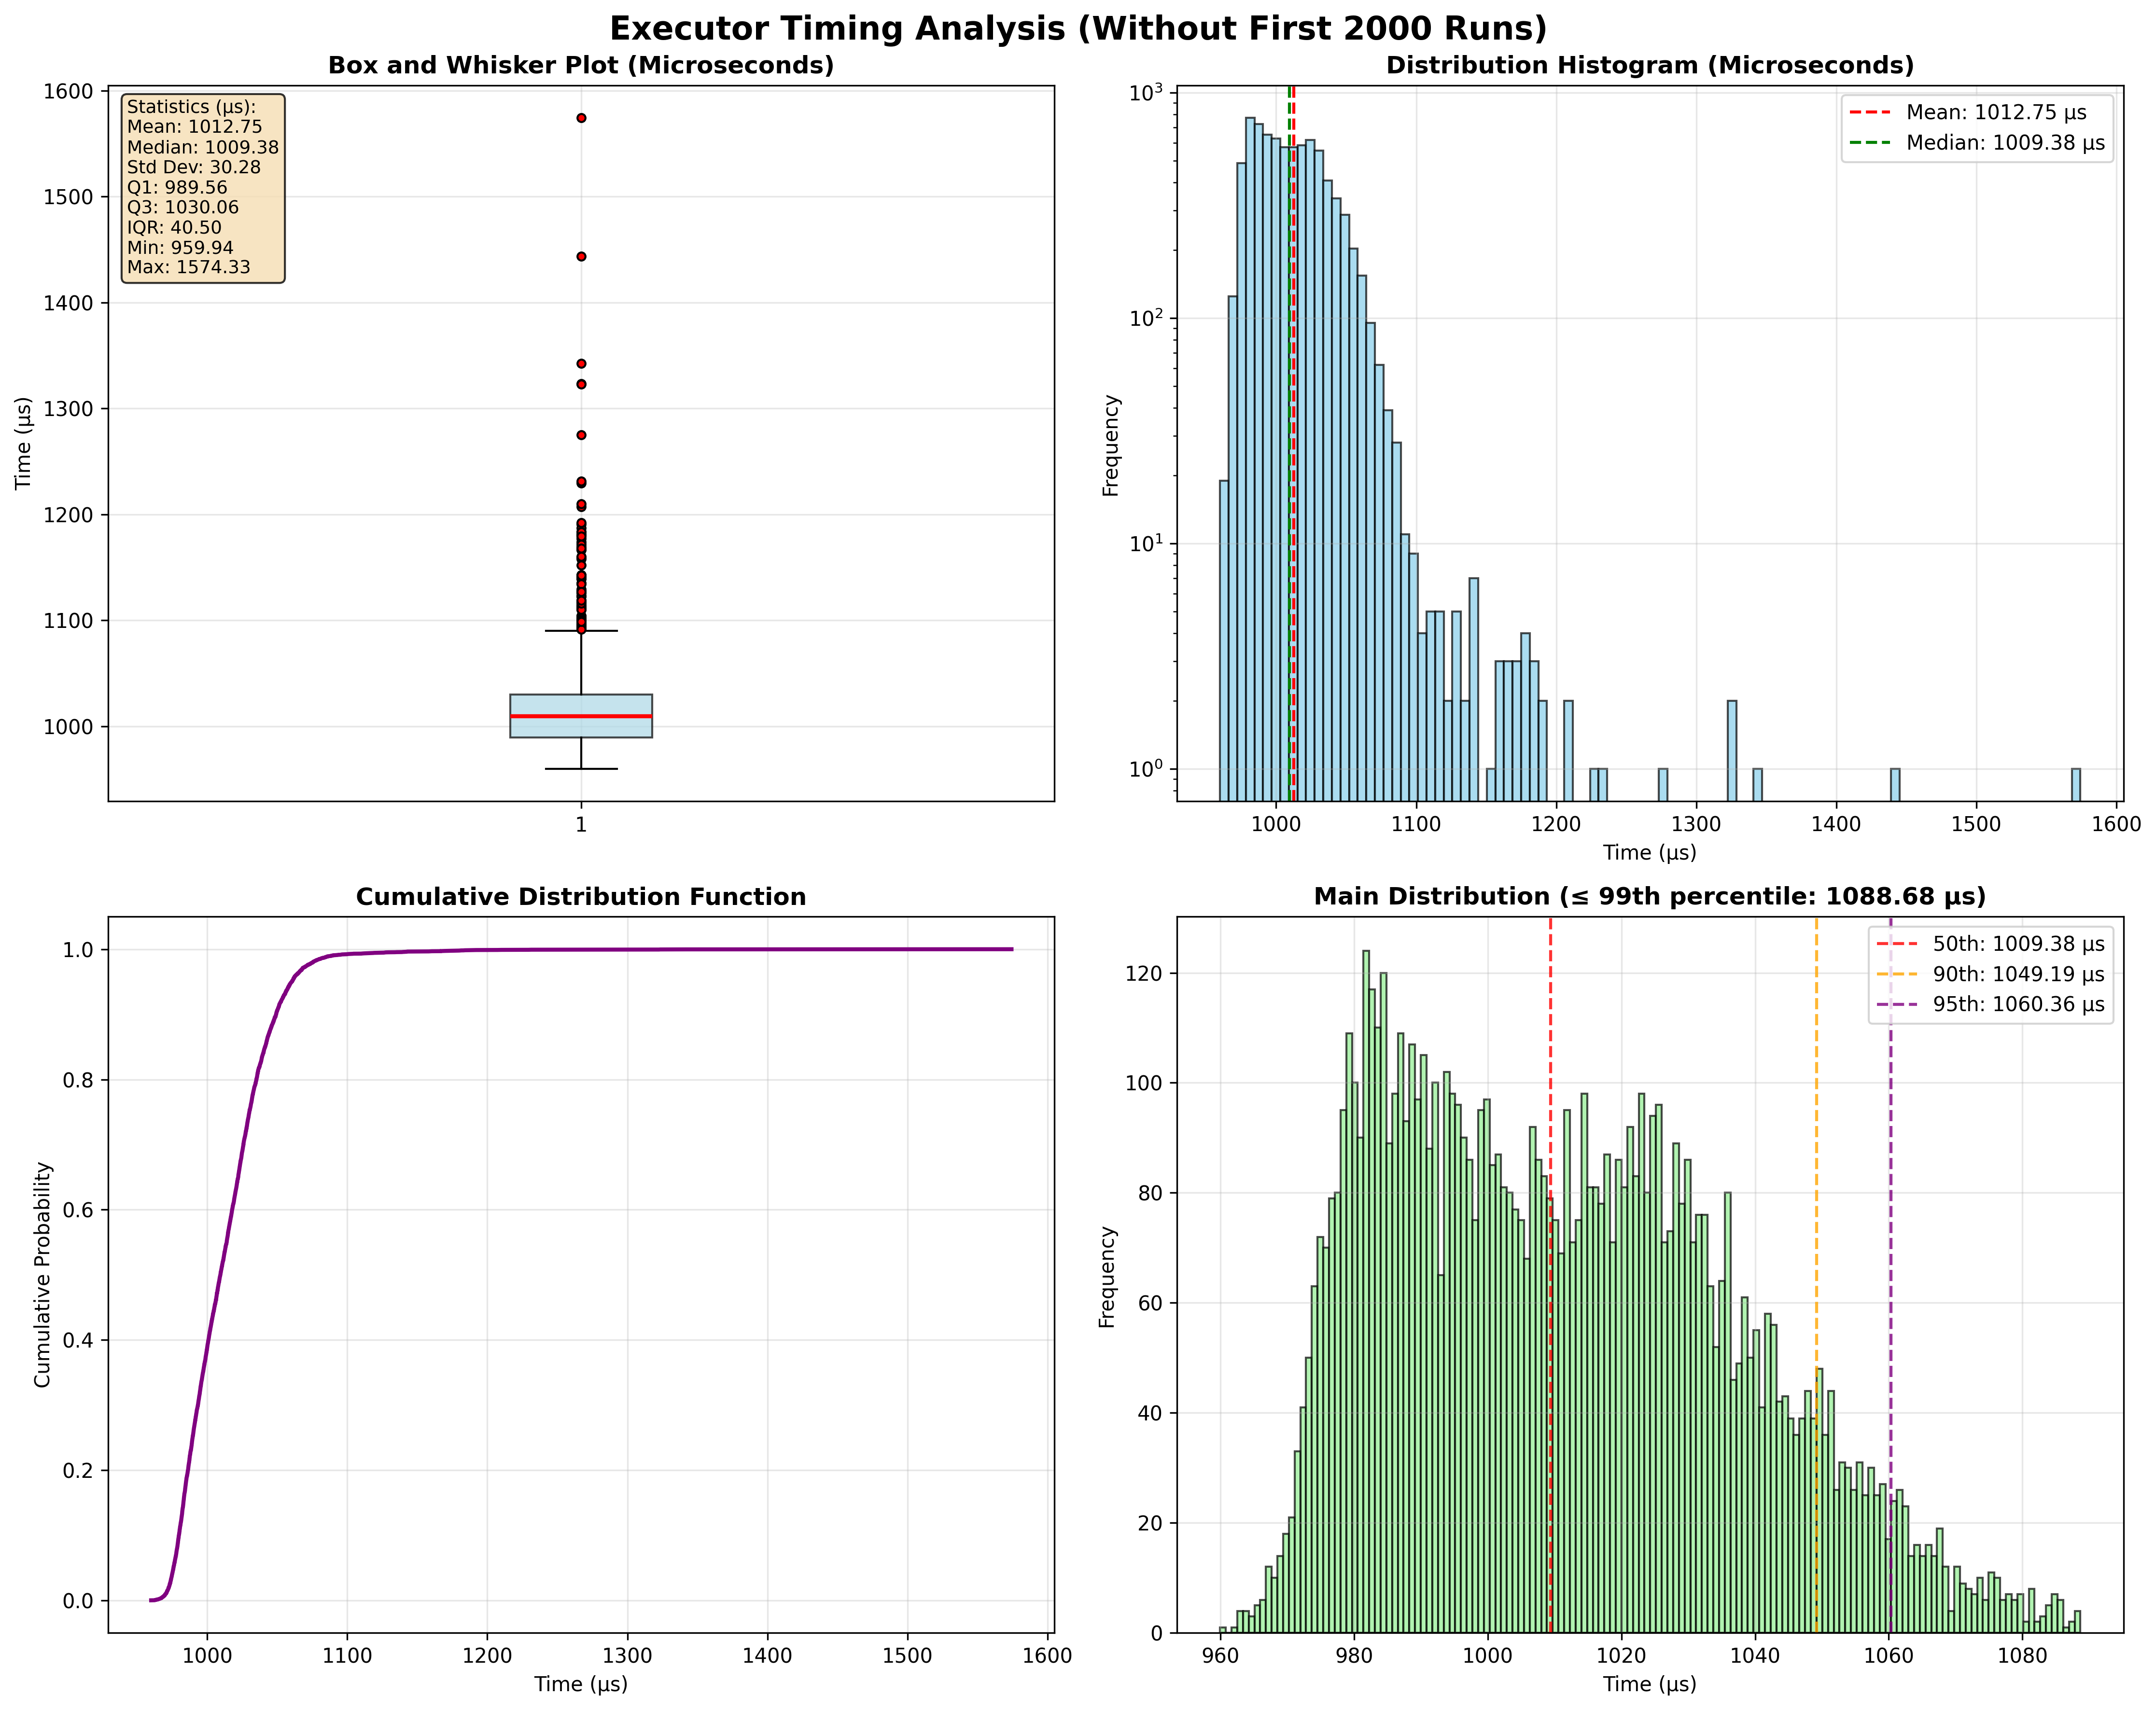 Executor Timing Analysis (Without First 2000 Runs)
Box and Whisker Plot (Microseconds)
1600
1500
1400
1300
1200
1100
1000
Time (µs)
1
Statistics (µs):
Mean: 1012.75
Median: 1009.38
Std Dev: 30.28
Q1: 989.56
Q3: 1030.06
IQR: 40.50
Min: 959.94
Max: 1574.33
Distribution Histogram (Microseconds)
10³
10²
10¹
10⁰
Frequency
Mean: 1012.75 µs
Median: 1009.38 µs
1000 1100 1200 1300 1400 1500 1600
Time (µs)
Cumulative Distribution Function
1.0
0.8
0.6
0.4
0.2
0.0
Cumulative Probability
1000 1100 1200 1300 1400 1500 1600
Time (µs)
Main Distribution (≤ 99th percentile: 1088.68 µs)
120
100
80
60
40
20
0
Frequency
50th: 1009.38 µs
90th: 1049.19 µs
95th: 1060.36 µs
960 980 1000 1020 1040 1060 1080
Time (µs)